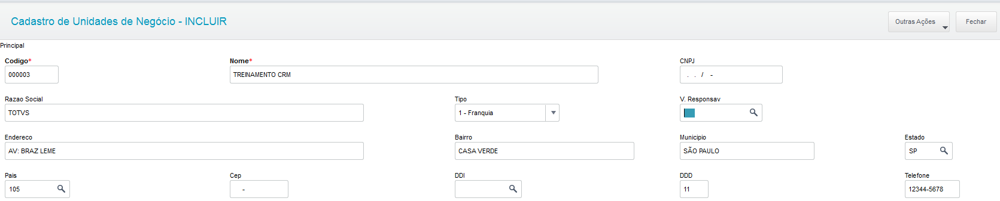 Cadastro de Unidades de Negócio - INCLUIR
Outras Ações
Fechar
Principal
Codigo*
Nome*
CNPJ
000003
TREINAMENTO CRM
. . / -
Razao Social
Tipo
V. Responsav
TOTVS
1 - Franquia
Endereco
Bairro
Municipio
Estado
AV: BRAZ LEME
CASA VERDE
SÃO PAULO
SP
Pais
Cep
DDI
DDD
Telefone
105
-
11
12344-5678